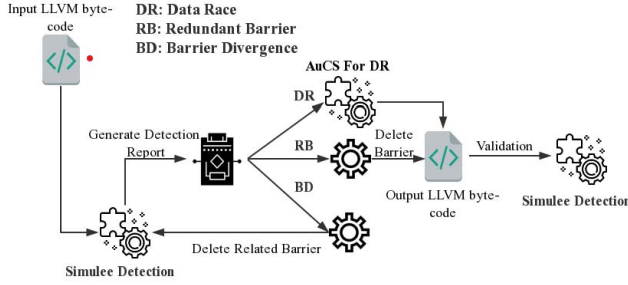 Input LLVM byte-
code
DR: Data Race
RB: Redundant Barrier
BD: Barrier Divergence
AuCS For DR
DR
Generate Detection
Report
RB
Delete
Barrier
Validation
BD
Output LLVM byte-
code
Simulee Detection
Delete Related Barrier
Simulee Detection